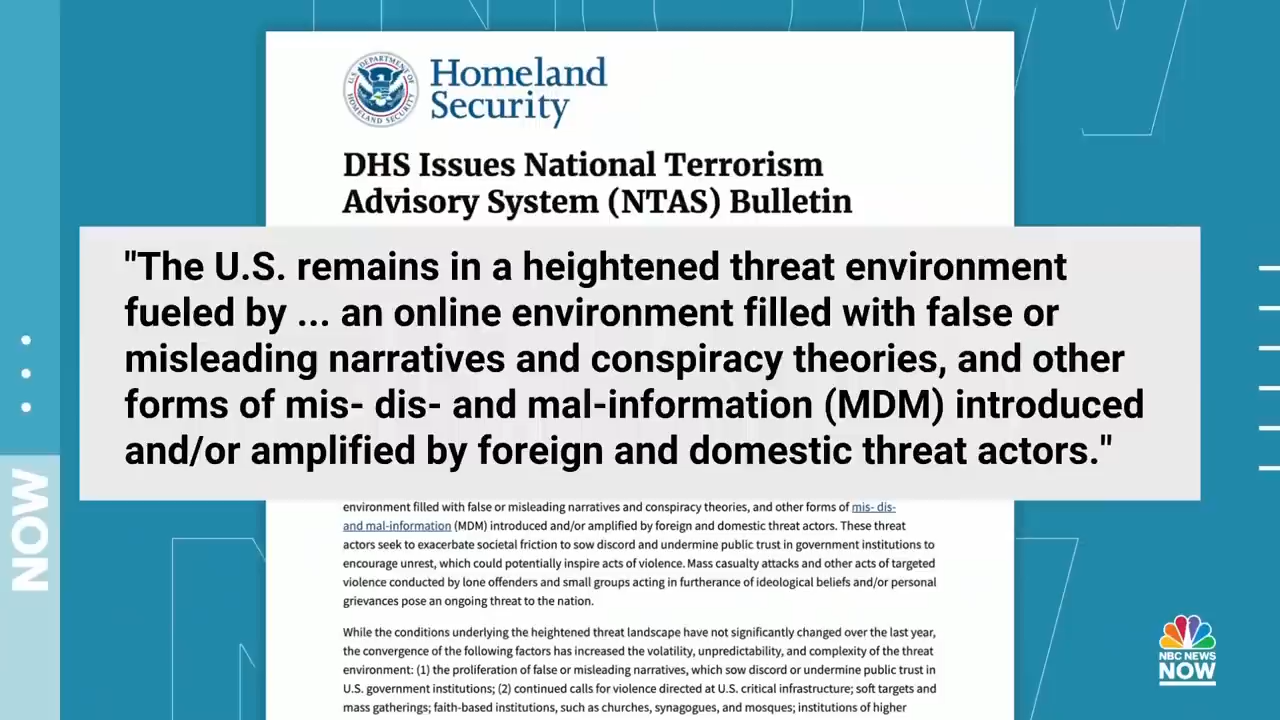 U.S. DEPARTMENT OF
HOMELAND SECURITY
Homeland
Security
DHS Issues National Terrorism
Advisory System (NTAS) Bulletin
"The U.S. remains in a heightened threat environment
fueled by ... an online environment filled with false or
misleading narratives and conspiracy theories, and other
forms of mis- dis- and mal-information (MDM) introduced
and/or amplified by foreign and domestic threat actors."
environment filled with false or misleading narratives and conspiracy theories, and other forms of mis- dis-
and mal-information (MDM) introduced and/or amplified by foreign and domestic threat actors. These threat
actors seek to exacerbate societal friction to sow discord and undermine public trust in government institutions to
encourage unrest, which could potentially inspire acts of violence. Mass casualty attacks and other acts of targeted
violence conducted by lone offenders and small groups acting in furtherance of ideological beliefs and/or personal
grievances pose an ongoing threat to the nation.
While the conditions underlying the heightened threat landscape have not significantly changed over the last year,
the convergence of the following factors has increased the volatility, unpredictability, and complexity of the threat
environment: (1) the proliferation of false or misleading narratives, which sow discord or undermine public trust in
U.S. government institutions; (2) continued calls for violence directed at U.S. critical infrastructure; soft targets and
mass gatherings; faith-based institutions, such as churches, synagogues, and mosques; institutions of higher
NOW
NBC NEWS
NOW